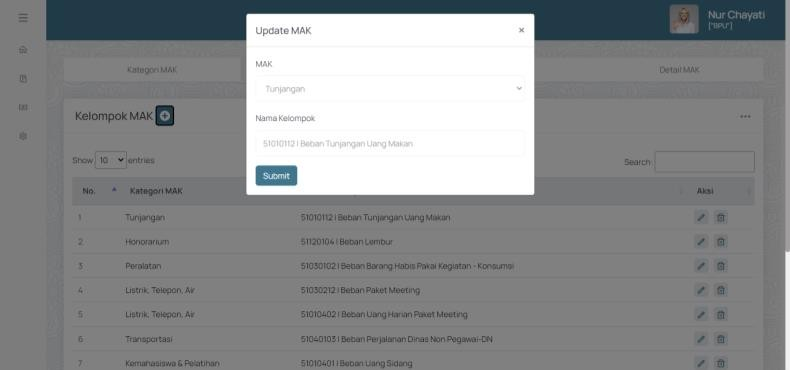 Nur Chayati
["BPU"]
Update MAK
×
MAK
Tunjangan
Nama Kelompok
51010112 | Beban Tunjangan Uang Makan
Submit
Kategori MAK
Detail MAK
Kelompok MAK
Show 10 entries
Search:
No. Kategori MAK Aksi
1 Tunjangan 51010112 | Beban Tunjangan Uang Makan
2 Honorarium 51120104 | Beban Lembur
3 Peralatan 51030102 | Beban Barang Habis Pakai Kegiatan - Konsumsi
4 Listrik, Telepon, Air 51030212 | Beban Paket Meeting
5 Listrik, Telepon, Air 51010402 | Beban Uang Harian Paket Meeting
6 Transportasi 51040103 | Beban Perjalanan Dinas Non Pegawai-DN
7 Kemahasiswa & Pelatihan 51010401 | Beban Uang Sidang